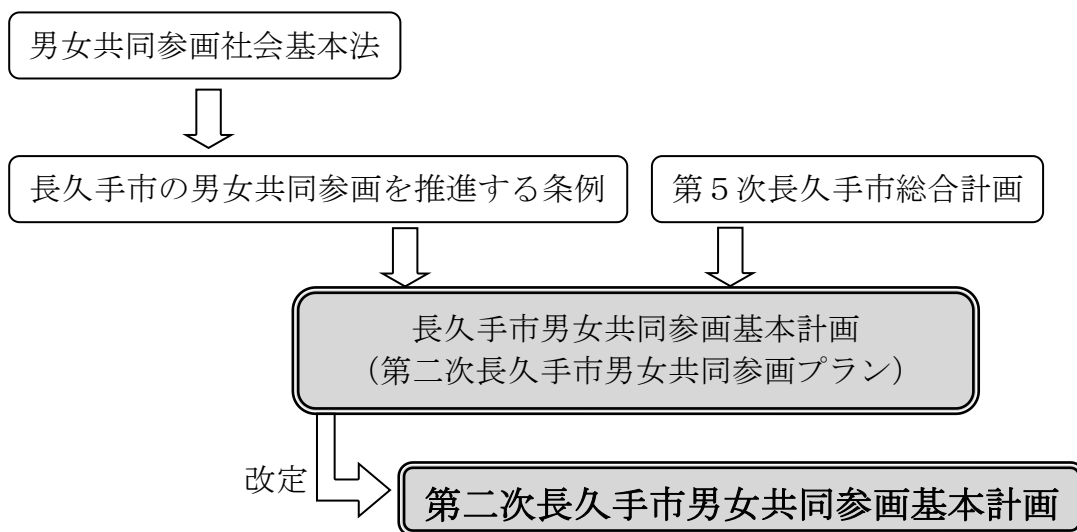 男女共同参画社会基本法
長久手市の男女共同参画を推進する条例
第５次長久手市総合計画
長久手市男女共同参画基本計画
（第二次長久手市男女共同参画プラン）
改定
第二次長久手市男女共同参画基本計画